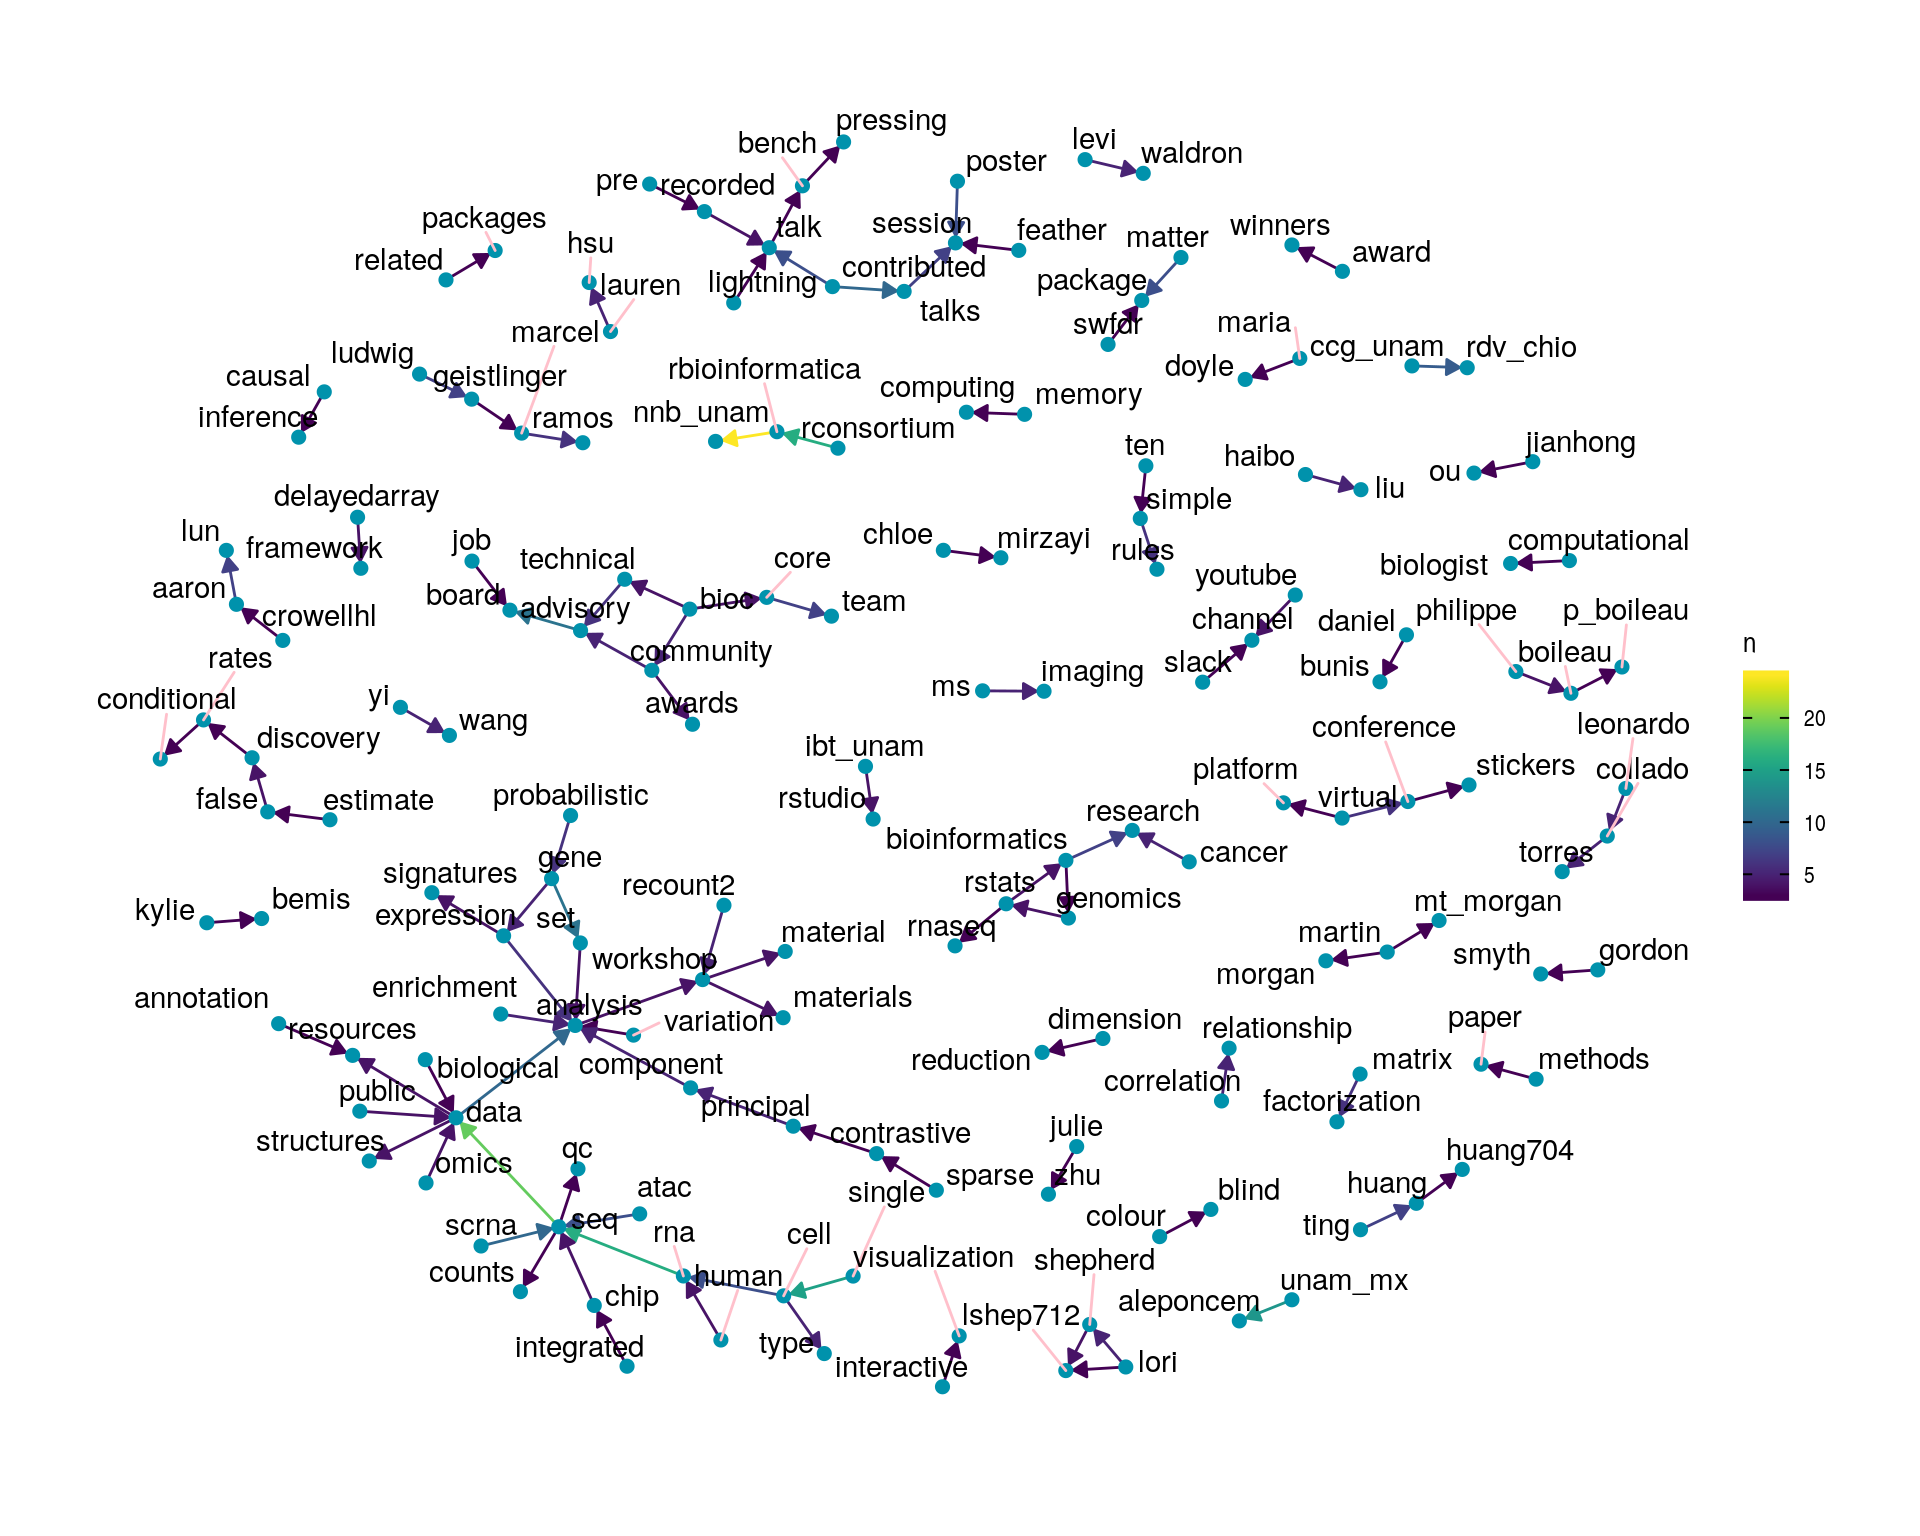 pressing
bench
levi
waldron
poster
pre
recorded
packages
talk
session
feather
winners
hsu
matter
award
related
lauren
lightning
contributed
package
talks
marcel
swfdr
maria
ludwig
doyle
ccg_unam
rdv_chio
causal
geistlinger
rbioinformatica
computing
memory
inference
ramos
nnb_unam
rconsortium
ten
haibo
jianhong
ou
delayedarray
simple
liu
lun
framework
job
technical
core
chloe
mirzayi
rules
computational
biologist
aaron
board
advisory
bioc
team
youtube
crowellhl
channel
daniel
philippe
p_boileau
rates
community
slack
bunis
boileau
n
conditional
yi
wang
awards
ms
imaging
discovery
ibt_unam
conference
leonardo
20
false
estimate
probabilistic
rstudio
platform
virtual
stickers
collado
15
research
bioinformatics
10
signatures
gene
recount2
cancer
torres
rstats
5
kylie
bemis
expression
set
genomics
rnaseq
mt_morgan
workshop
material
martin
morgan
smyth
gordon
enrichment
annotation
analysis
materials
resources
variation
dimension
relationship
paper
biological
component
reduction
matrix
methods
public
data
principal
correlation
factorization
structures
contrastive
julie
omics
qc
sparse
zhu
huang704
atac
single
blind
huang
scrna
seq
rna
cell
colour
ting
counts
human
visualization
shepherd
unam_mx
chip
lshep712
aleponcem
integrated
type
interactive
lori